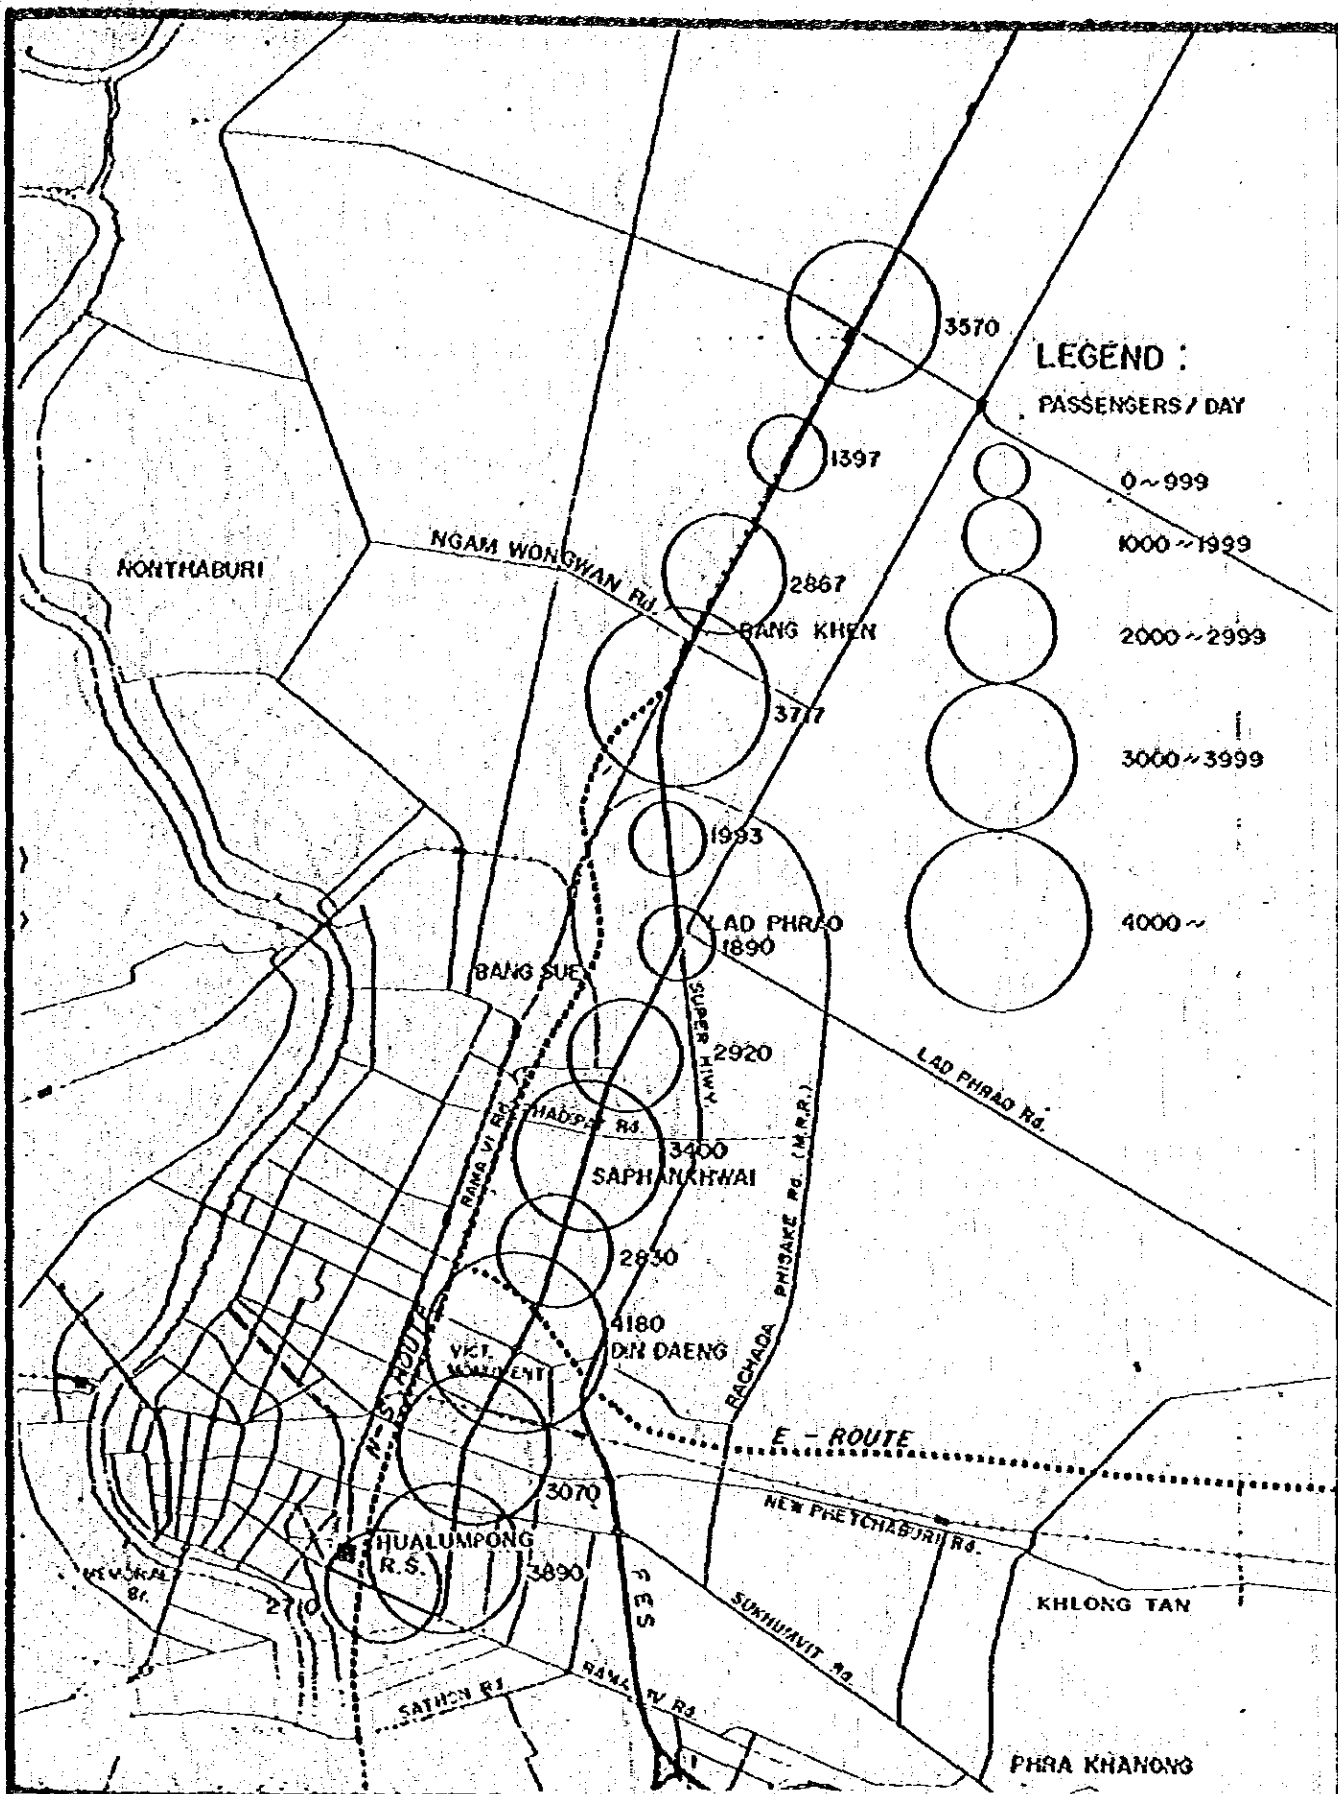 3570
LEGEND :
PASSENGERS / DAY
1397
0 ~ 999
1000 ~ 1999
NGAM WONGWAN Rd.
NONTHABURI
2867
BANG KHEN
2000 ~ 2999
3717
3000 ~ 3999
1993
LAD PHRAO
1890
4000 ~
BANG SUE
SUPER HIWY.
2920
LAD PHRAO Rd.
RAMA VI Rd.
3400
SAPHANKHWAI
RACHADA PHISAKE Rd. (M.R.R.)
2830
4180
DIN DAENG
VICT.
MONUMENT
N-S ROUTE
E - ROUTE
3070
NEW PHETCHABURI Rd.
HUALUMPONG
R.S.
3890
MEMORIAL
Br.
2710
FES
SUKHUMVIT Rd.
KHLONG TAN
RAMA IV Rd.
SATHON Rd
PHRA KHANONG